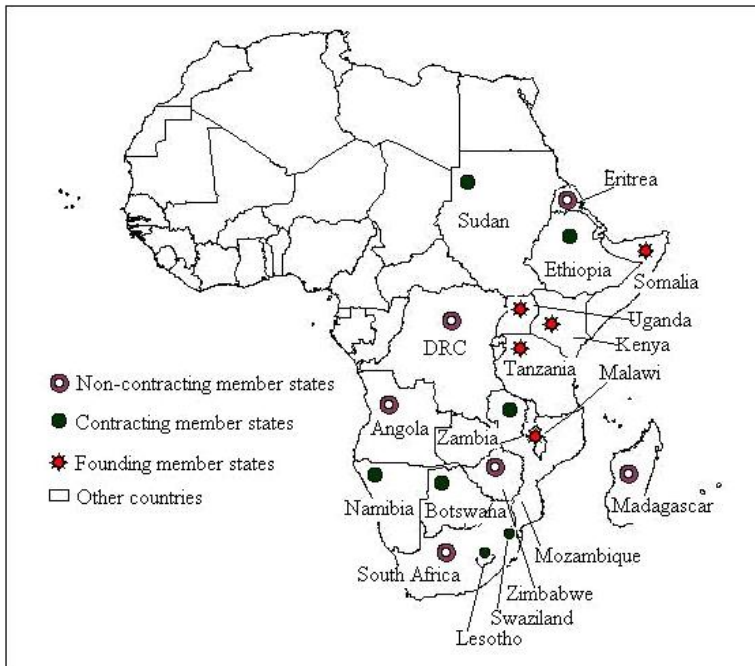 Eritrea
Sudan
Ethiopia
Somalia
Uganda
DRC
Kenya
Tanzania
Malawi
Non-contracting member states
Contracting member states
Angola
Zambia
Founding member states
Other countries
Namibia
Botswana
Madagascar
Mozambique
South Africa
Zimbabwe
Swaziland
Lesotho